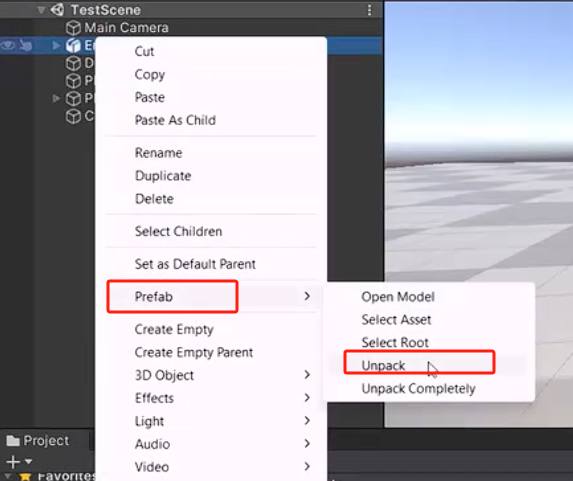 TestScene
Main Camera
Cut
Copy
Paste
Paste As Child
Rename
Duplicate
Delete
Select Children
Set as Default Parent
Prefab
Open Model
Select Asset
Select Root
Unpack
Unpack Completely
Create Empty
Create Empty Parent
3D Object
Effects
Light
Audio
Video
Project
Favorites